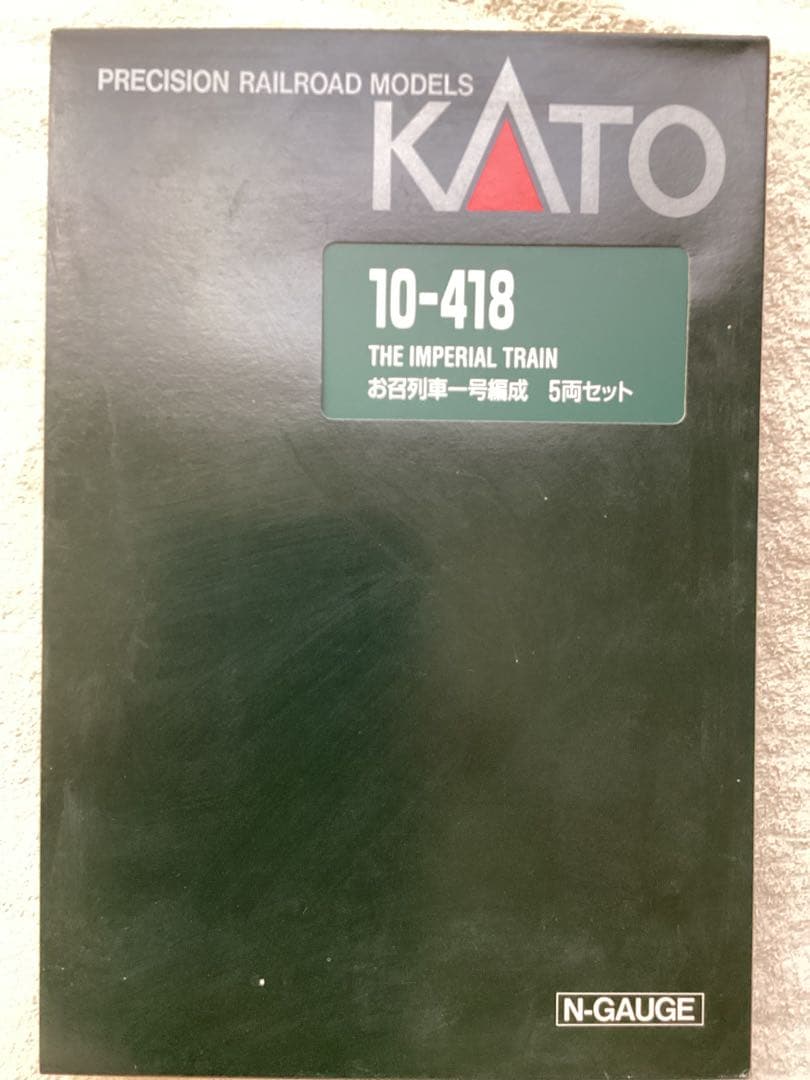 PRECISION RAILROAD MODELS
KATO
10-418
THE IMPERIAL TRAIN
お召列車一号編成 5両セット
N-GAUGE